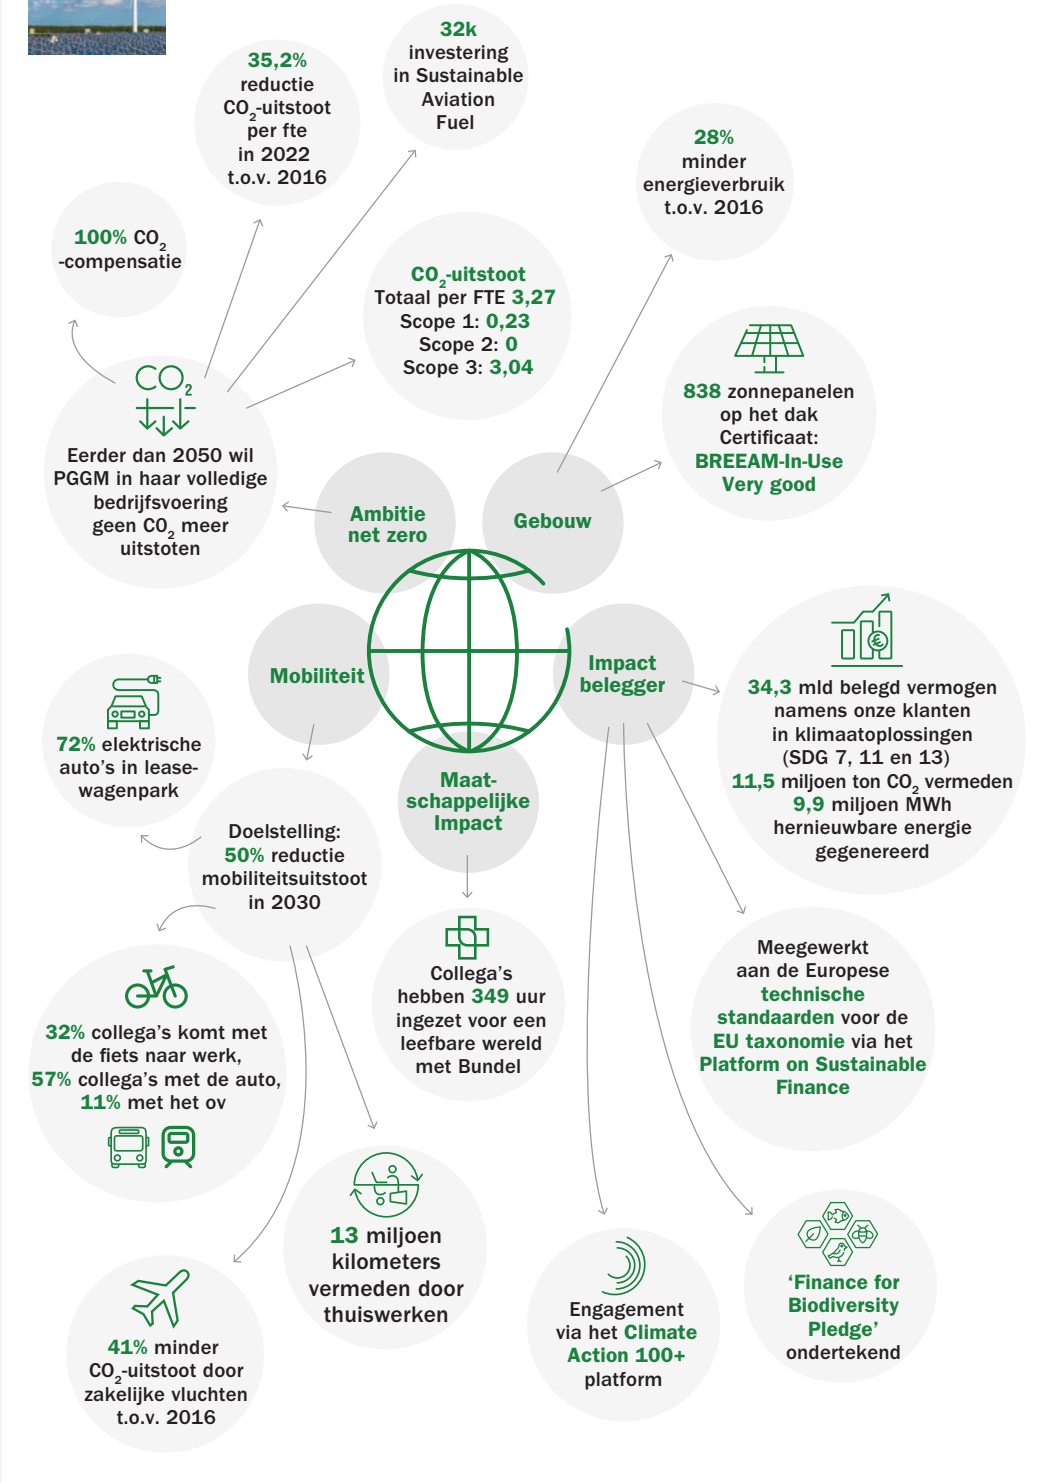 32k
investering
in Sustainable
Aviation
Fuel
35,2%
reductie
CO₂-uitstoot
per fte
in 2022
t.o.v. 2016
28%
minder
energieverbruik
t.o.v. 2016
100% CO₂
-compensatie
CO₂-uitstoot
Totaal per FTE 3,27
Scope 1: 0,23
Scope 2: 0
Scope 3: 3,04
838 zonnepanelen
op het dak
Certificaat:
BREEAM-In-Use
Very good
CO₂
Eerder dan 2050 wil
PGGM in haar volledige
bedrijfsvoering
geen CO₂ meer
uitstoten
Ambitie
net zero
Gebouw
Mobiliteit
Impact
belegger
Maat-
schappelijke
Impact
€
34,3 mld belegd vermogen
namens onze klanten
in klimaatoplossingen
(SDG 7, 11 en 13)
11,5 miljoen ton CO₂ vermeden
9,9 miljoen MWh
hernieuwbare energie
gegenereerd
72% elektrische
auto's in lease-
wagenpark
Doelstelling:
50% reductie
mobiliteitsuitstoot
in 2030
32% collega's komt met
de fiets naar werk,
57% collega's met de auto,
11% met het ov
Collega's
hebben 349 uur
ingezet voor een
leefbare wereld
met Bundel
Meegewerkt
aan de Europese
technische
standaarden voor de
EU taxonomie via het
Platform on Sustainable
Finance
13 miljoen
kilometers
vermeden door
thuiswerken
41% minder
CO₂-uitstoot door
zakelijke vluchten
t.o.v. 2016
Engagement
via het Climate
Action 100+
platform
‘Finance for
Biodiversity
Pledge’
ondertekend